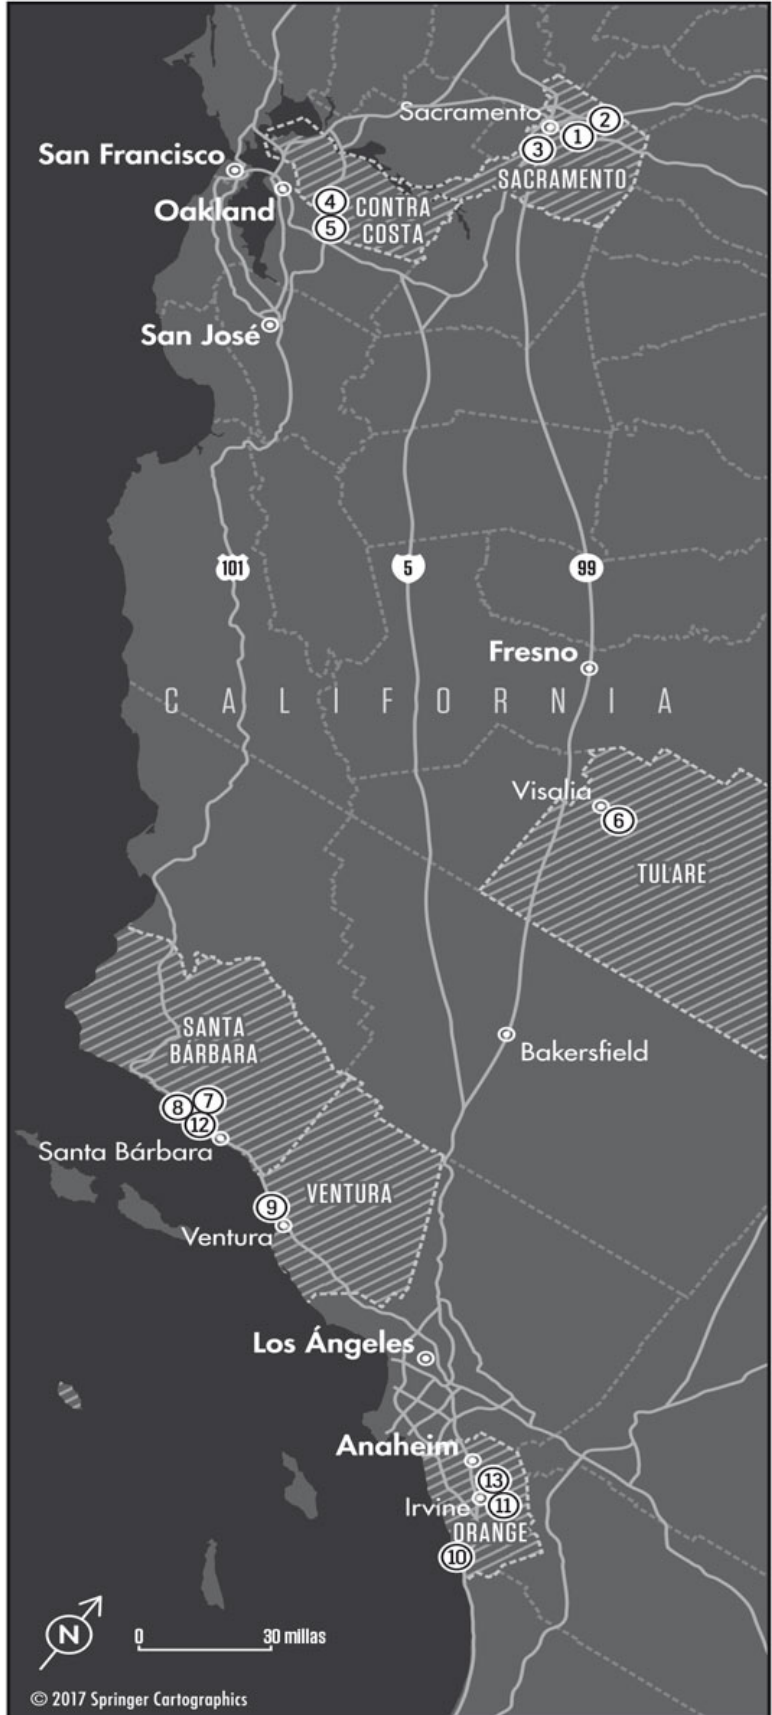 Sacramento
2
1
3
SACRAMENTO
San Francisco
Oakland
4
5
CONTRA
COSTA
San José
101
5
99
Fresno
CALIFORNIA
Visalia
6
TULARE
SANTA
BÁRBARA
Bakersfield
8
7
12
Santa Bárbara
VENTURA
9
Ventura
Los Ángeles
Anaheim
13
Irvine
11
ORANGE
10
N
0
30 millas
© 2017 Springer Cartographics